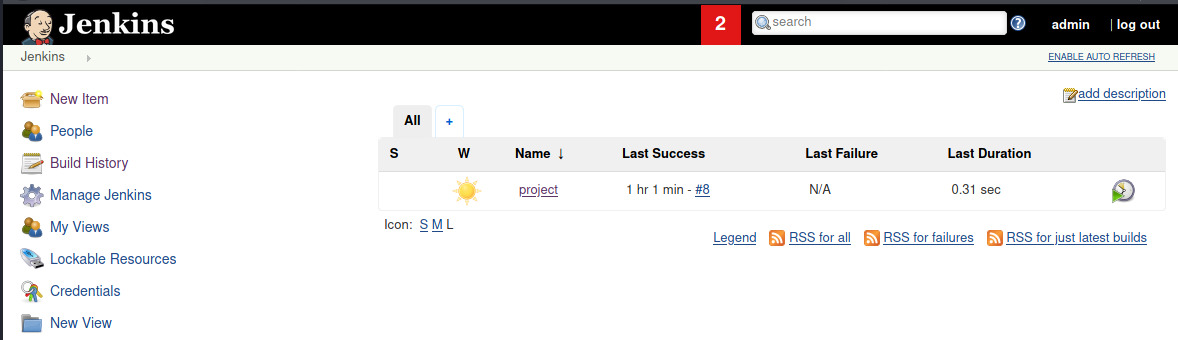 Jenkins 2 search admin | log out
Jenkins ENABLE AUTO REFRESH
New Item
People
Build History
Manage Jenkins
My Views
Lockable Resources
Credentials
New View
add description
All +
S W Name ↓ Last Success Last Failure Last Duration
project 1 hr 1 min - #8 N/A 0.31 sec
Icon: S M L
Legend RSS for all RSS for failures RSS for just latest builds